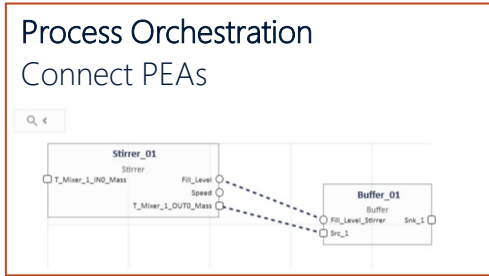 Process Orchestration
Connect PEAs
Stirrer_01
Stirrer
T_Mixer_1_IN0_Mass
Fill_Level
Speed
T_Mixer_1_OUT0_Mass
Buffer_01
Buffer
Fill_Level_Stirrer
Snk_1
Src_1